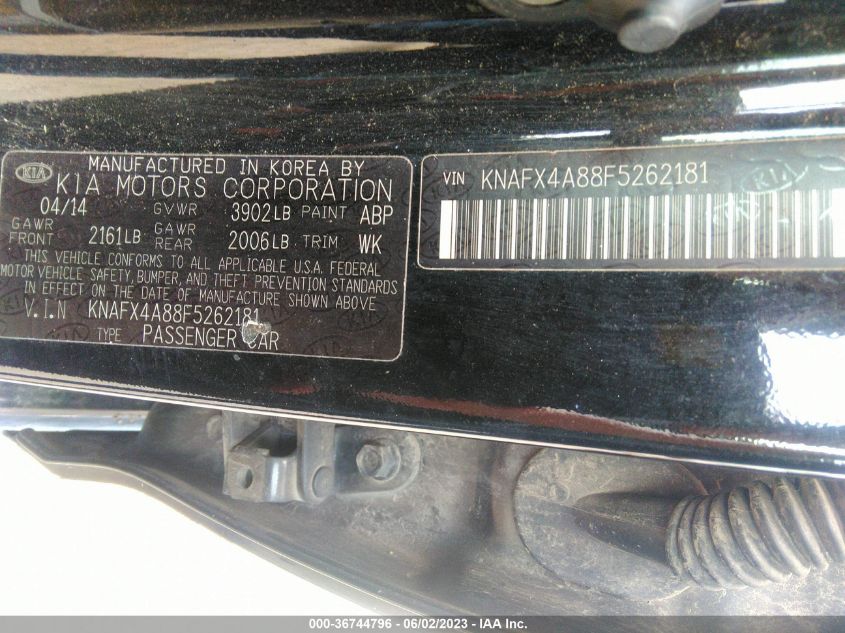 KIA
MANUFACTURED IN KOREA BY
KIA MOTORS CORPORATION
04/14 GVWR 3902LB PAINT ABP
GAWR FRONT 2161LB GAWR REAR 2006LB TRIM WK
THIS VEHICLE CONFORMS TO ALL APPLICABLE U.S.A. FEDERAL
MOTOR VEHICLE SAFETY, BUMPER, AND THEFT PREVENTION STANDARDS
IN EFFECT ON THE DATE OF MANUFACTURE SHOWN ABOVE.
V.I.N KNAFX4A88F5262181
TYPE PASSENGER CAR
VIN KNAFX4A88F5262181
000-36744796 - 06/02/2023 - IAA Inc.